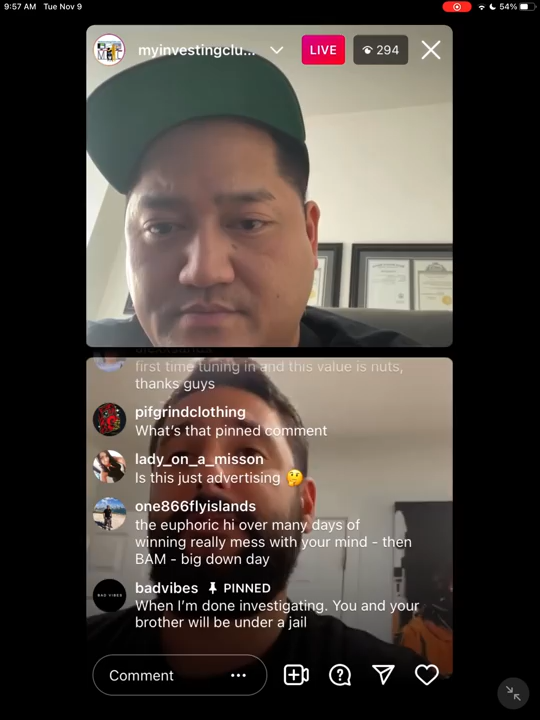 9:57 AM Tue Nov 9
54%
myinvestingclu...
LIVE
294
first time tuning in and this value is nuts,
thanks guys
pifgrindclothing
What's that pinned comment
lady_on_a_misson
Is this just advertising 🤔
one866flyislands
the euphoric hi over many days of
winning really mess with your mind - then
BAM - big down day
BAD VIBES
badvibes PINNED
When I'm done investigating. You and your
brother will be under a jail
Comment